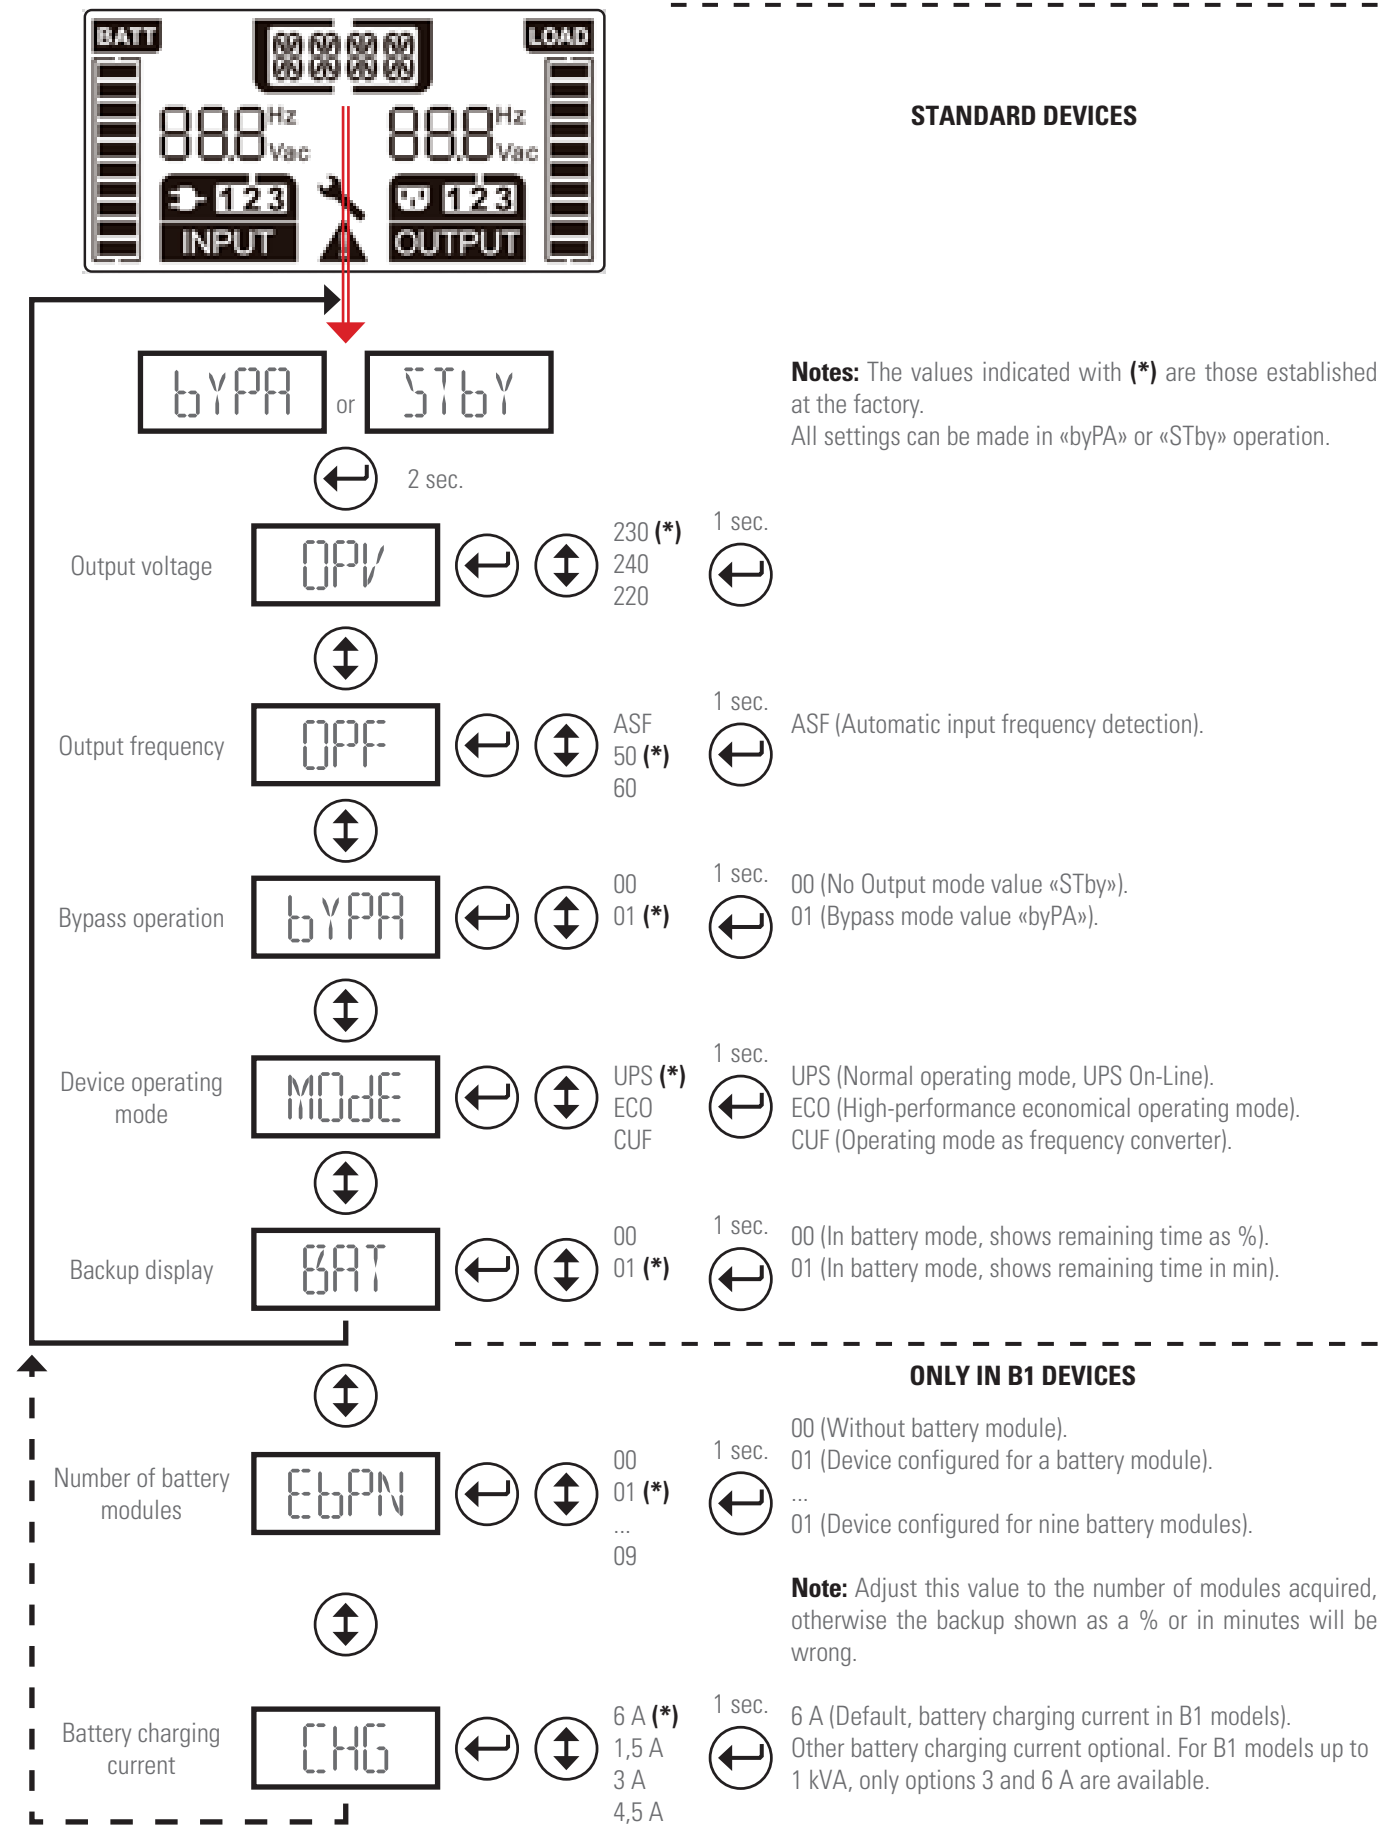 BATT
LOAD
888 Hz
Vac
888 Hz
Vac
123
123
INPUT
OUTPUT
STANDARD DEVICES
bYPA or STbY
Notes: The values indicated with (*) are those established
at the factory.
All settings can be made in «byPA» or «STby» operation.
2 sec.
Output voltage
OPV
230 (*)
240
220
1 sec.
Output frequency
OPF
ASF
50 (*)
60
1 sec.
ASF (Automatic input frequency detection).
Bypass operation
bYPA
00
01 (*)
1 sec.
00 (No Output mode value «STby»).
01 (Bypass mode value «byPA»).
Device operating
mode
MOdE
UPS (*)
ECO
CUF
1 sec.
UPS (Normal operating mode, UPS On-Line).
ECO (High-performance economical operating mode).
CUF (Operating mode as frequency converter).
Backup display
BAT
00
01 (*)
1 sec.
00 (In battery mode, shows remaining time as %).
01 (In battery mode, shows remaining time in min).
ONLY IN B1 DEVICES
Number of battery
modules
EbPN
00
01 (*)
...
09
1 sec.
00 (Without battery module).
01 (Device configured for a battery module).
...
01 (Device configured for nine battery modules).
Note: Adjust this value to the number of modules acquired,
otherwise the backup shown as a % or in minutes will be
wrong.
Battery charging
current
CHG
6 A (*)
1,5 A
3 A
4,5 A
1 sec.
6 A (Default, battery charging current in B1 models).
Other battery charging current optional. For B1 models up to
1 kVA, only options 3 and 6 A are available.